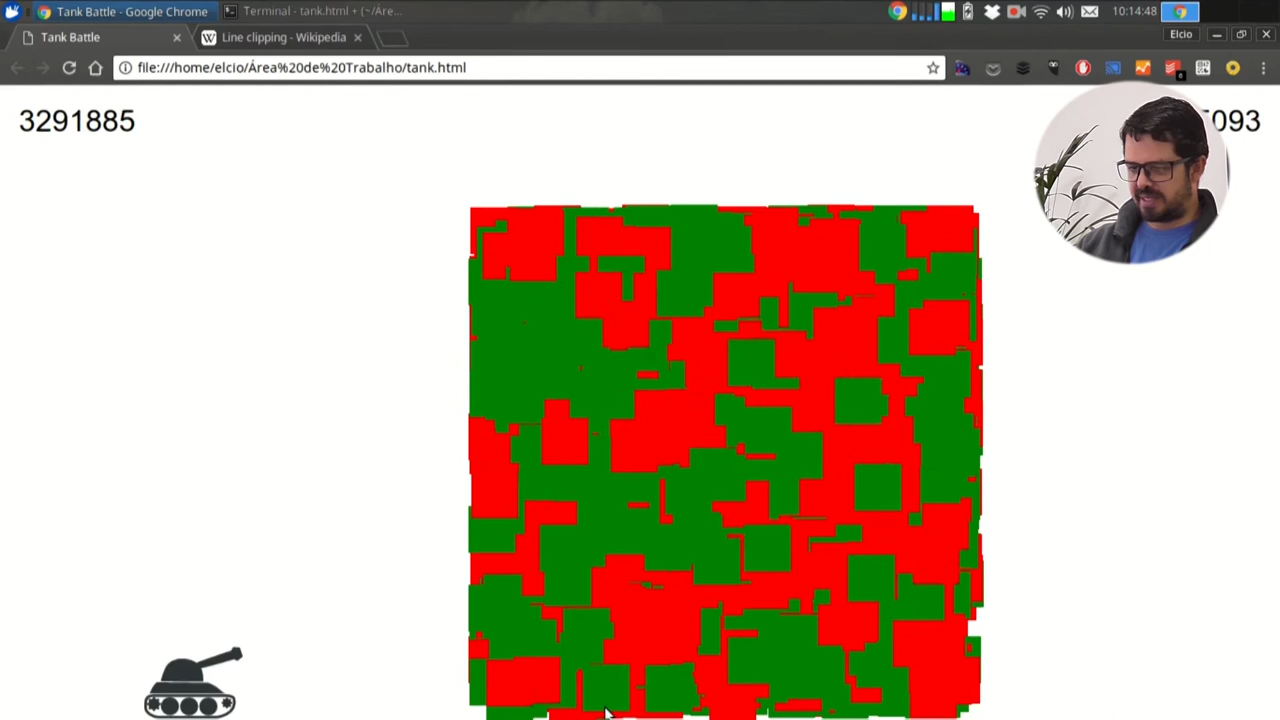 Tank Battle - Google Chrome
Terminal - tank.html + (~/Áre...
10:14:48
Tank Battle
Line clipping - Wikipedia
Elcio
file:///home/elcio/Área%20de%20Trabalho/tank.html
6
3291885
093